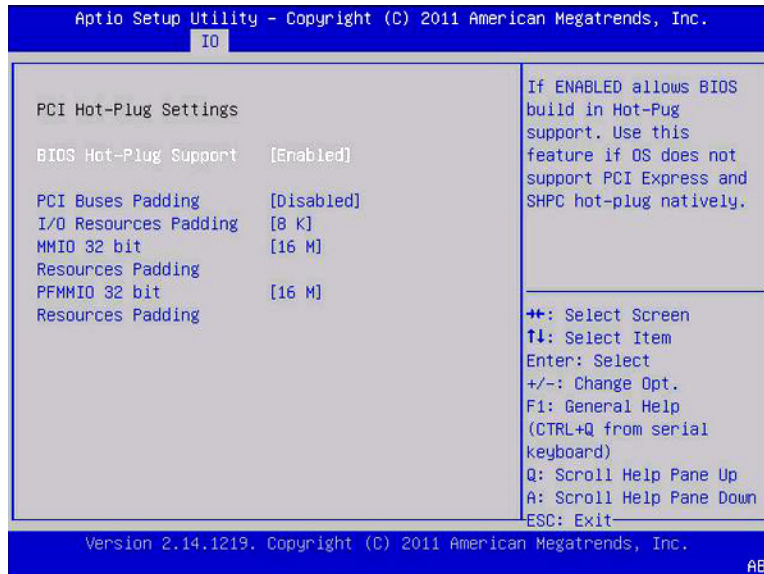 Aptio Setup Utility – Copyright (C) 2011 American Megatrends, Inc.
IO
PCI Hot-Plug Settings
BIOS Hot-Plug Support [Enabled]
PCI Buses Padding [Disabled]
I/O Resources Padding [8 K]
MMIO 32 bit [16 M]
Resources Padding
PFMMIO 32 bit [16 M]
Resources Padding
If ENABLED allows BIOS
build in Hot-Pug
support. Use this
feature if OS does not
support PCI Express and
SHPC hot-plug natively.
→←: Select Screen
↑↓: Select Item
Enter: Select
+/-: Change Opt.
F1: General Help
(CTRL+Q from serial
keyboard)
Q: Scroll Help Pane Up
A: Scroll Help Pane Down
ESC: Exit
Version 2.14.1219. Copyright (C) 2011 American Megatrends, Inc.
AB